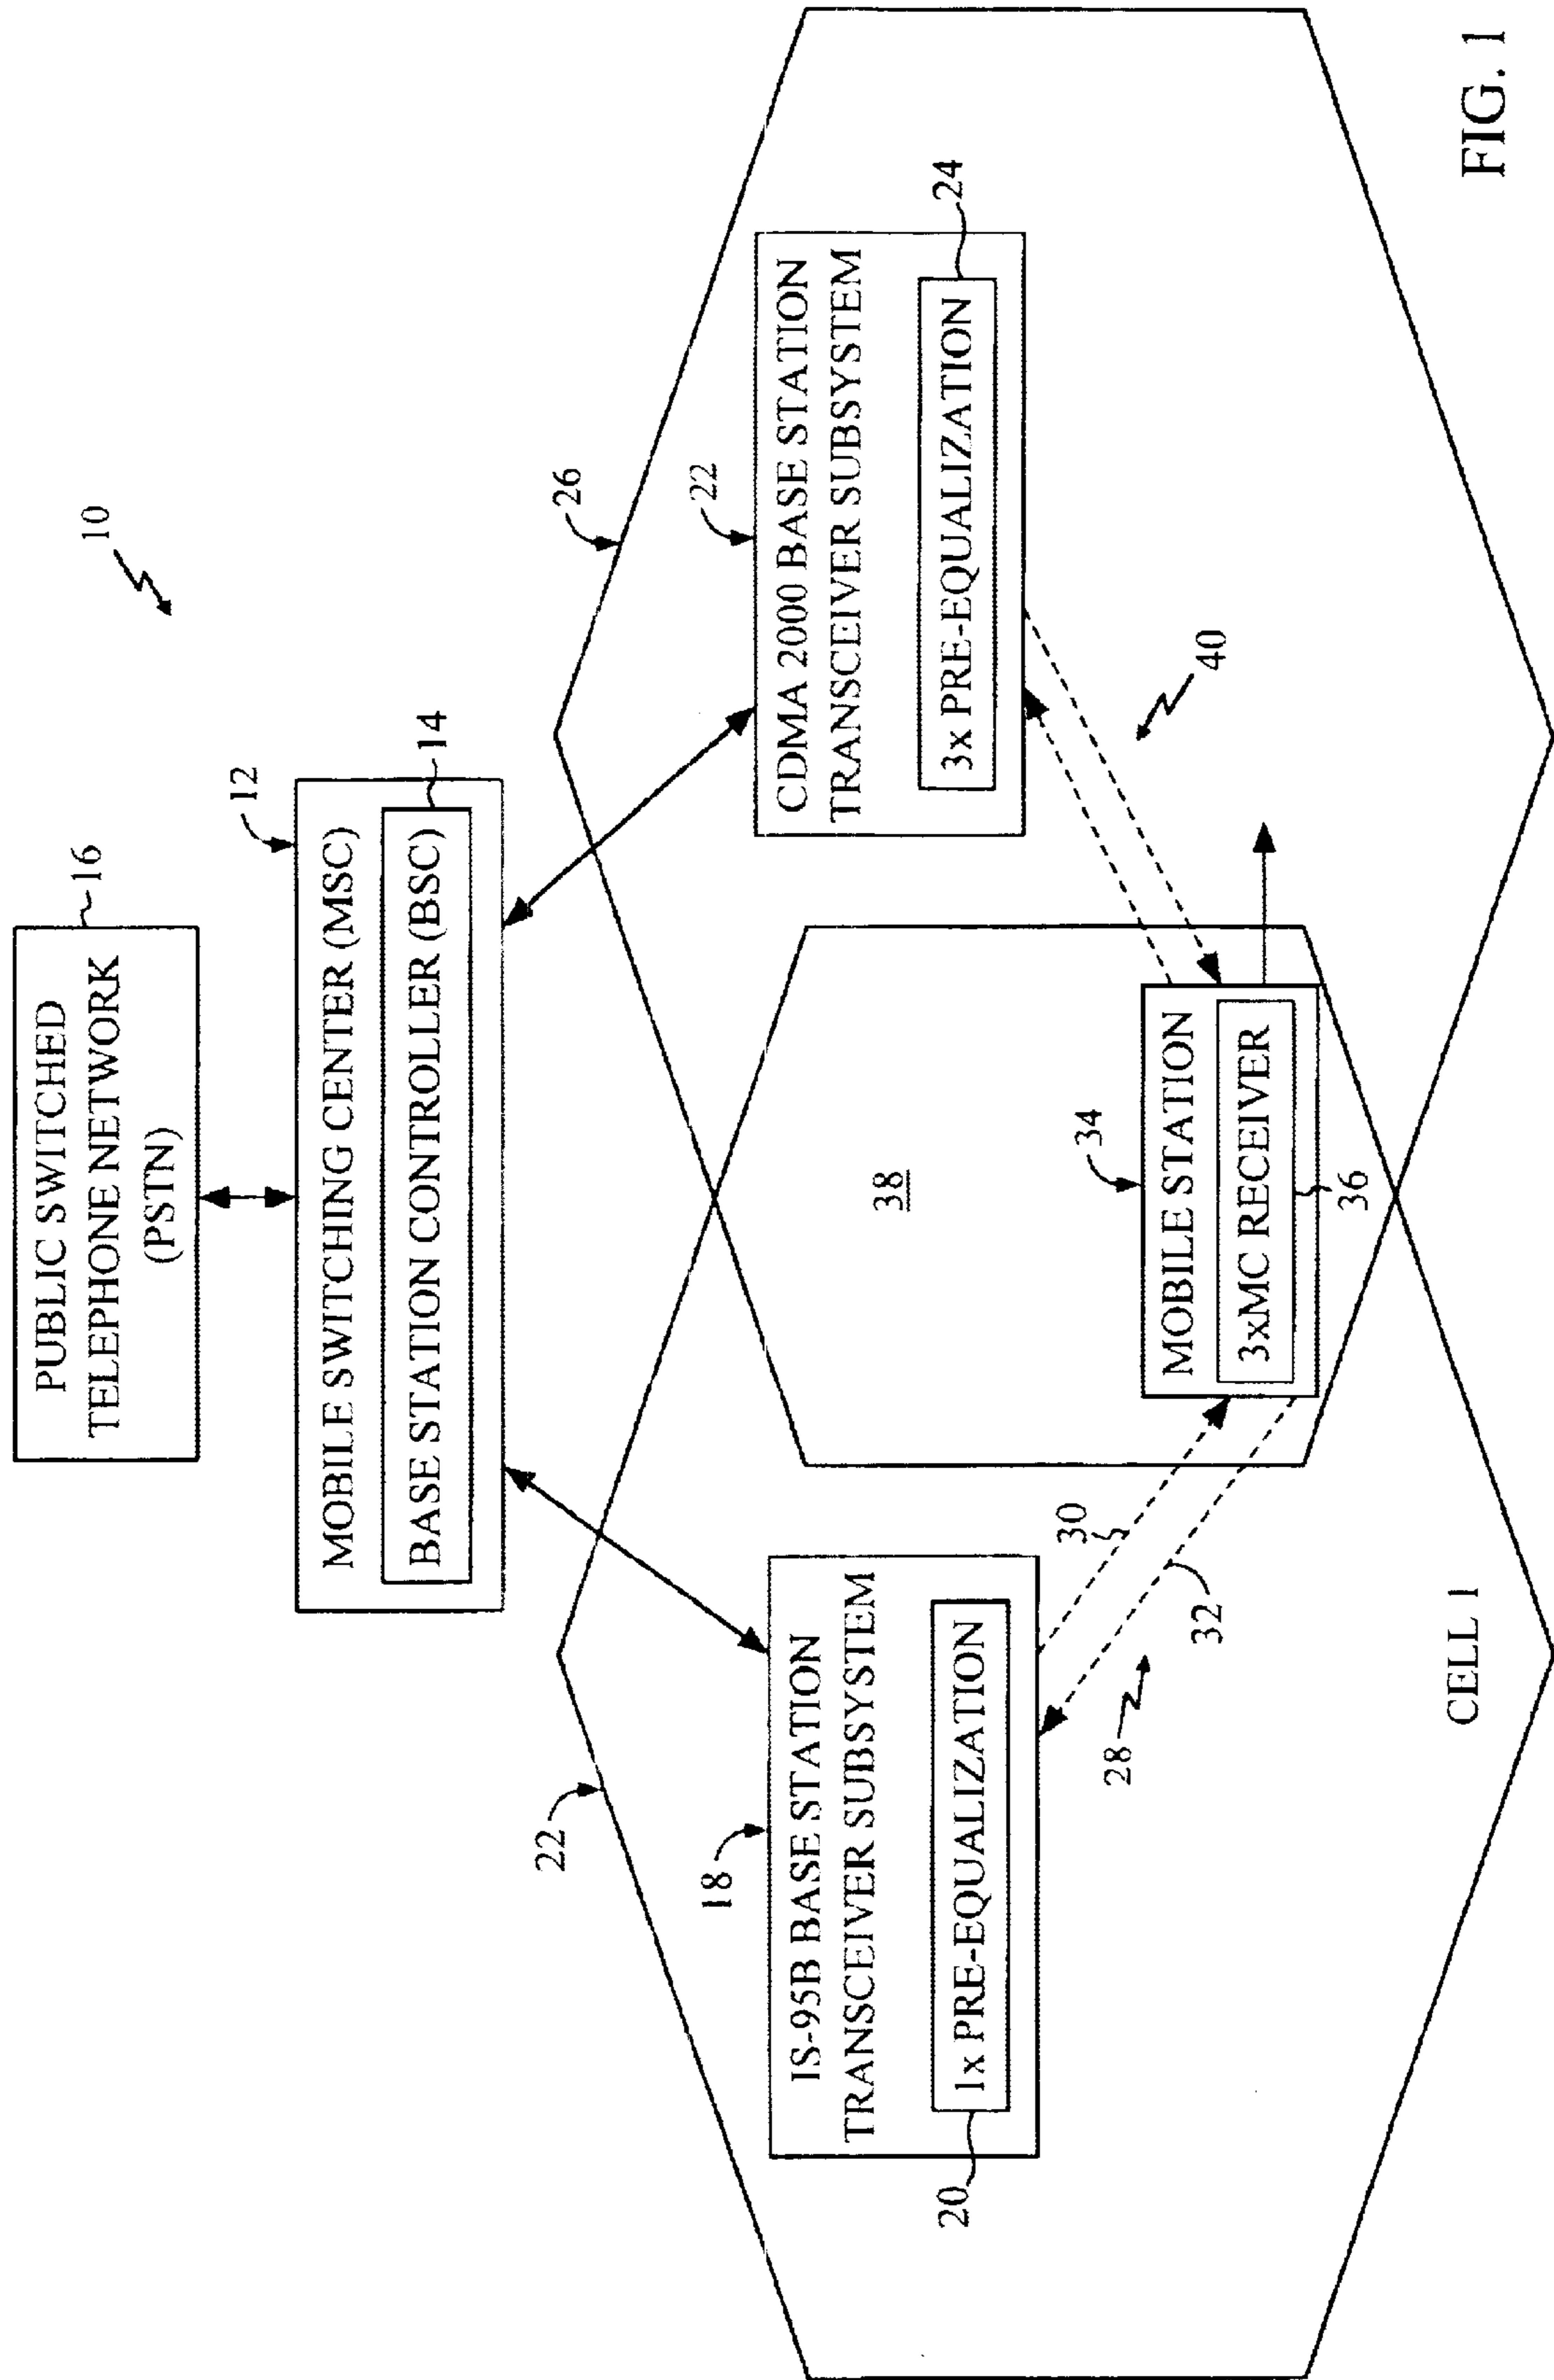 10
PUBLIC SWITCHED
TELEPHONE NETWORK
(PSTN)
16
12
MOBILE SWITCHING CENTER (MSC)
BASE STATION CONTROLLER (BSC)
14
22
26
18
IS-95B BASE STATION
TRANSCEIVER SUBSYSTEM
1x PRE-EQUALIZATION
20
38
22
CDMA 2000 BASE STATION
TRANSCEIVER SUBSYSTEM
3x PRE-EQUALIZATION
24
30
28
32
34
MOBILE STATION
3xMC RECEIVER
36
40
CELL 1
FIG. 1